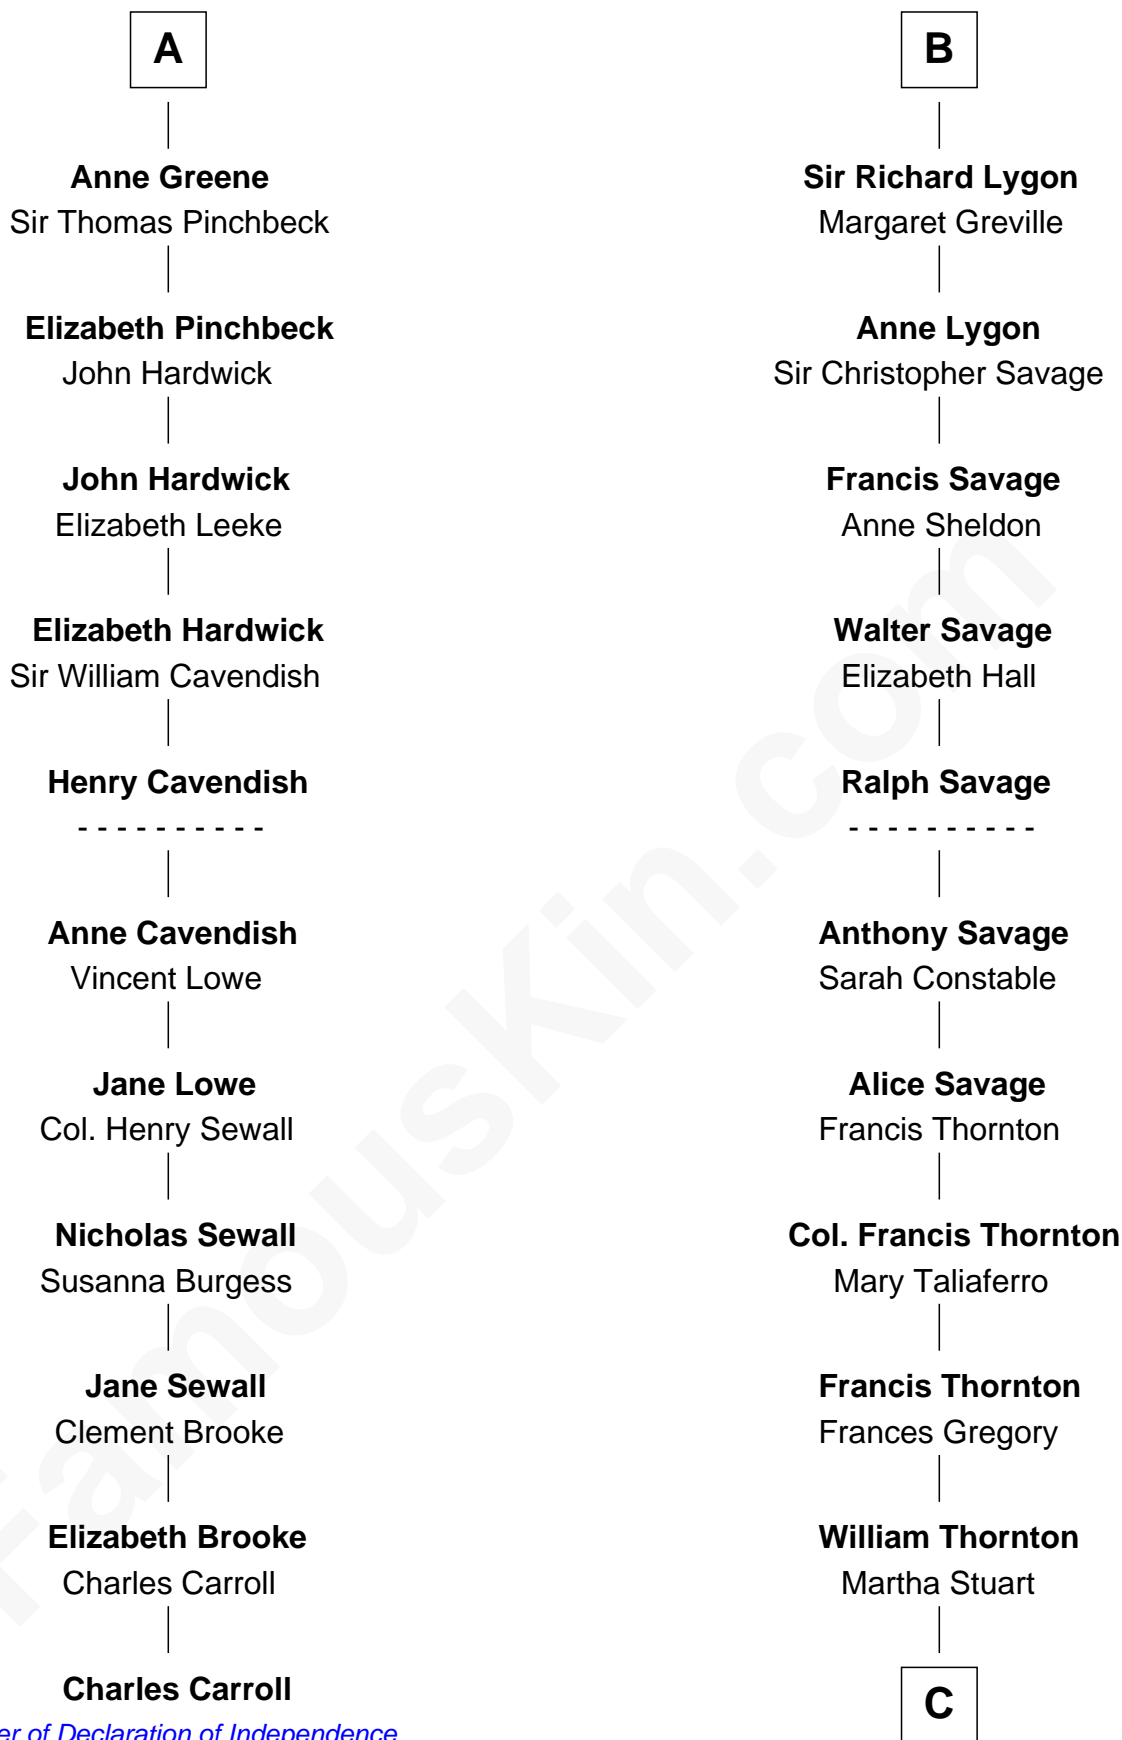 A
Anne Greene
Sir Thomas Pinchbeck
Elizabeth Pinchbeck
John Hardwick
John Hardwick
Elizabeth Leeke
Elizabeth Hardwick
Sir William Cavendish
Henry Cavendish
- - - - - - - - - -
Anne Cavendish
Vincent Lowe
Jane Lowe
Col. Henry Sewall
Nicholas Sewall
Susanna Burgess
Jane Sewall
Clement Brooke
Elizabeth Brooke
Charles Carroll
Charles Carroll
of Declaration of Independence
B
Sir Richard Lygon
Margaret Greville
Anne Lygon
Sir Christopher Savage
Francis Savage
Anne Sheldon
Walter Savage
Elizabeth Hall
Ralph Savage
- - - - - - - - - -
Anthony Savage
Sarah Constable
Alice Savage
Francis Thornton
Col. Francis Thornton
Mary Taliaferro
Francis Thornton
Frances Gregory
William Thornton
Martha Stuart
C
FamousKin.com